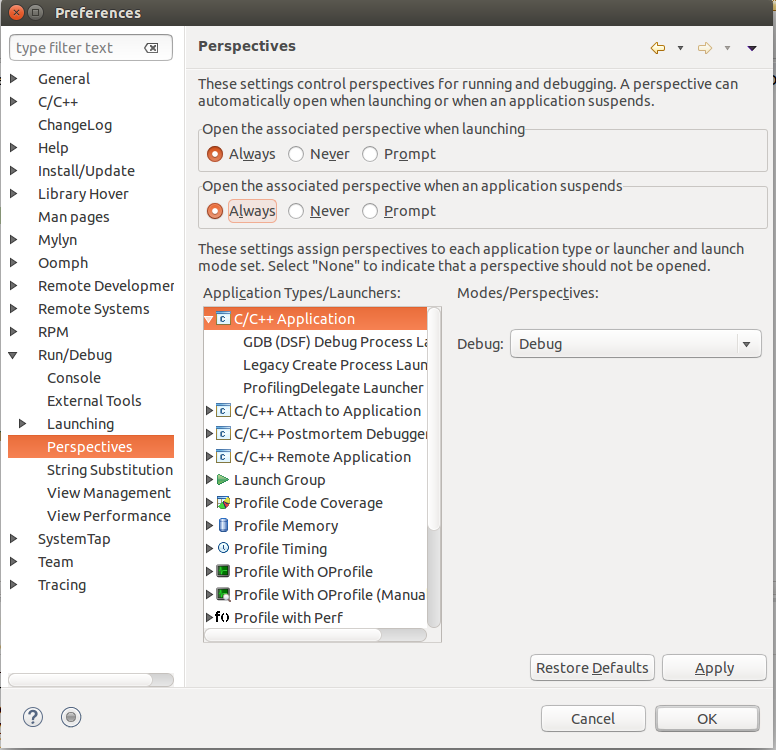 Preferences
type filter text
General
C/C++
ChangeLog
Help
Install/Update
Library Hover
Man pages
Mylyn
Oomph
Remote Developmer
Remote Systems
RPM
Run/Debug
Console
External Tools
Launching
Perspectives
String Substitution
View Management
View Performance
SystemTap
Team
Tracing
Perspectives
These settings control perspectives for running and debugging. A perspective can
automatically open when launching or when an application suspends.
Open the associated perspective when launching
Always Never Prompt
Open the associated perspective when an application suspends
Always Never Prompt
These settings assign perspectives to each application type or launcher and launch
mode set. Select "None" to indicate that a perspective should not be opened.
Application Types/Launchers:
C/C++ Application
GDB (DSF) Debug Process La
Legacy Create Process Laun
ProfilingDelegate Launcher
C/C++ Attach to Application
C/C++ Postmortem Debugger
C/C++ Remote Application
Launch Group
Profile Code Coverage
Profile Memory
Profile Timing
Profile With OProfile
Profile With OProfile (Manua
f() Profile with Perf
Modes/Perspectives:
Debug: Debug
Restore Defaults Apply
Cancel OK